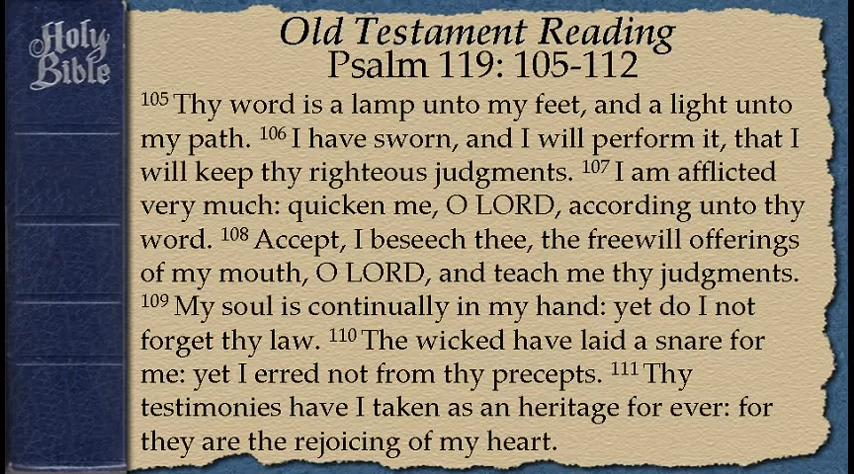 Holy
Bible
Old Testament Reading
Psalm 119: 105-112
105 Thy word is a lamp unto my feet, and a light unto
my path. 106 I have sworn, and I will perform it, that I
will keep thy righteous judgments. 107 I am afflicted
very much: quicken me, O LORD, according unto thy
word. 108 Accept, I beseech thee, the freewill offerings
of my mouth, O LORD, and teach me thy judgments.
109 My soul is continually in my hand: yet do I not
forget thy law. 110 The wicked have laid a snare for
me: yet I erred not from thy precepts. 111 Thy
testimonies have I taken as an heritage for ever: for
they are the rejoicing of my heart.